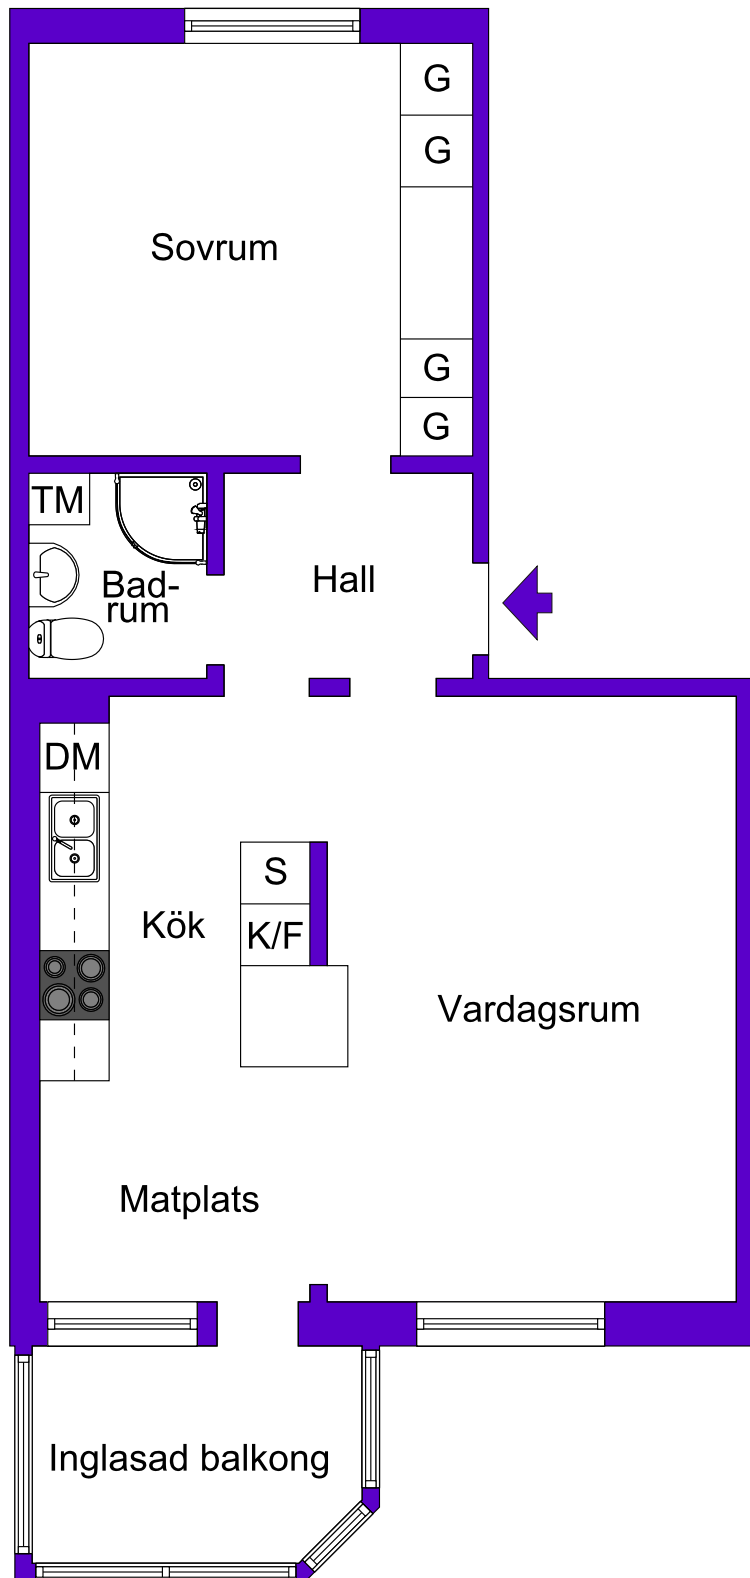 G
G
Sovrum
G
G
TM
Bad-
rum
Hall
DM
S
Kök
K/F
Vardagsrum
Matplats
Inglasad balkong